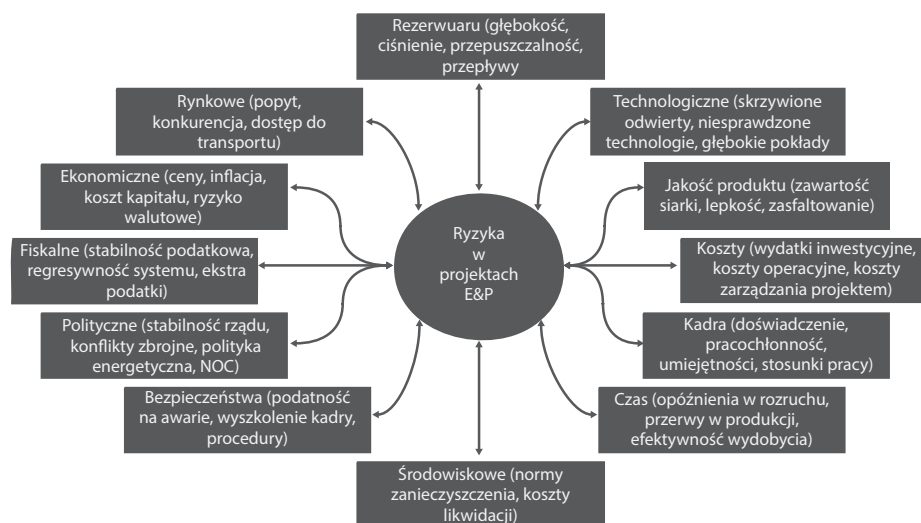 Rezerwuaru (głębokość,
ciśnienie, przepuszczalność,
przepływy
Rynkowe (popyt,
konkurencja, dostęp do
transportu)
Technologiczne (skrzywione
odwierty, niesprawdzone
technologie, głębokie pokłady
Ekonomiczne (ceny, inflacja,
koszt kapitału, ryzyko
walutowe)
Jakość produktu (zawartość
siarki, lepkość, zasfaltowanie)
Fiskalne (stabilność podatkowa,
regresywność systemu, ekstra
podatki)
Ryzyka
w
projektach
E&P
Koszty (wydatki inwestycyjne,
koszty operacyjne, koszty
zarządzania projektem)
Polityczne (stabilność rządu,
konflikty zbrojne, polityka
energetyczna, NOC)
Kadra (doświadczenie,
pracochłonność,
umiejętności, stosunki pracy)
Bezpieczeństwa (podatność
na awarie, wyszkolenie kadry,
procedury)
Czas (opóźnienia w rozruchu,
przerwy w produkcji,
efektywność wydobycia)
Środowiskowe (normy
zanieczyszczenia, koszty
likwidacji)